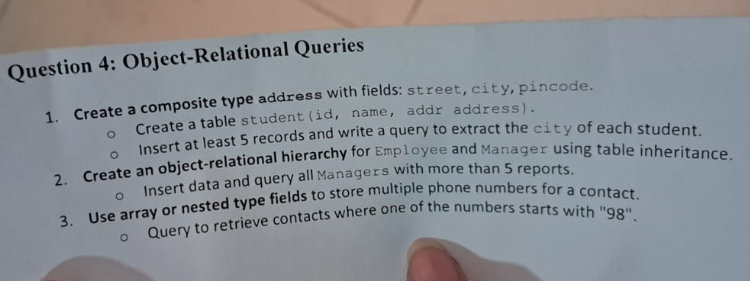 Question 4: Object-Relational Queries
1. Create a composite type address with fields: street, city, pincode.
o Create a table student(id, name, addr address).
o Insert at least 5 records and write a query to extract the city of each student.
2. Create an object-relational hierarchy for Employee and Manager using table inheritance.
o Insert data and query all Managers with more than 5 reports.
3. Use array or nested type fields to store multiple phone numbers for a contact.
o Query to retrieve contacts where one of the numbers starts with "98".